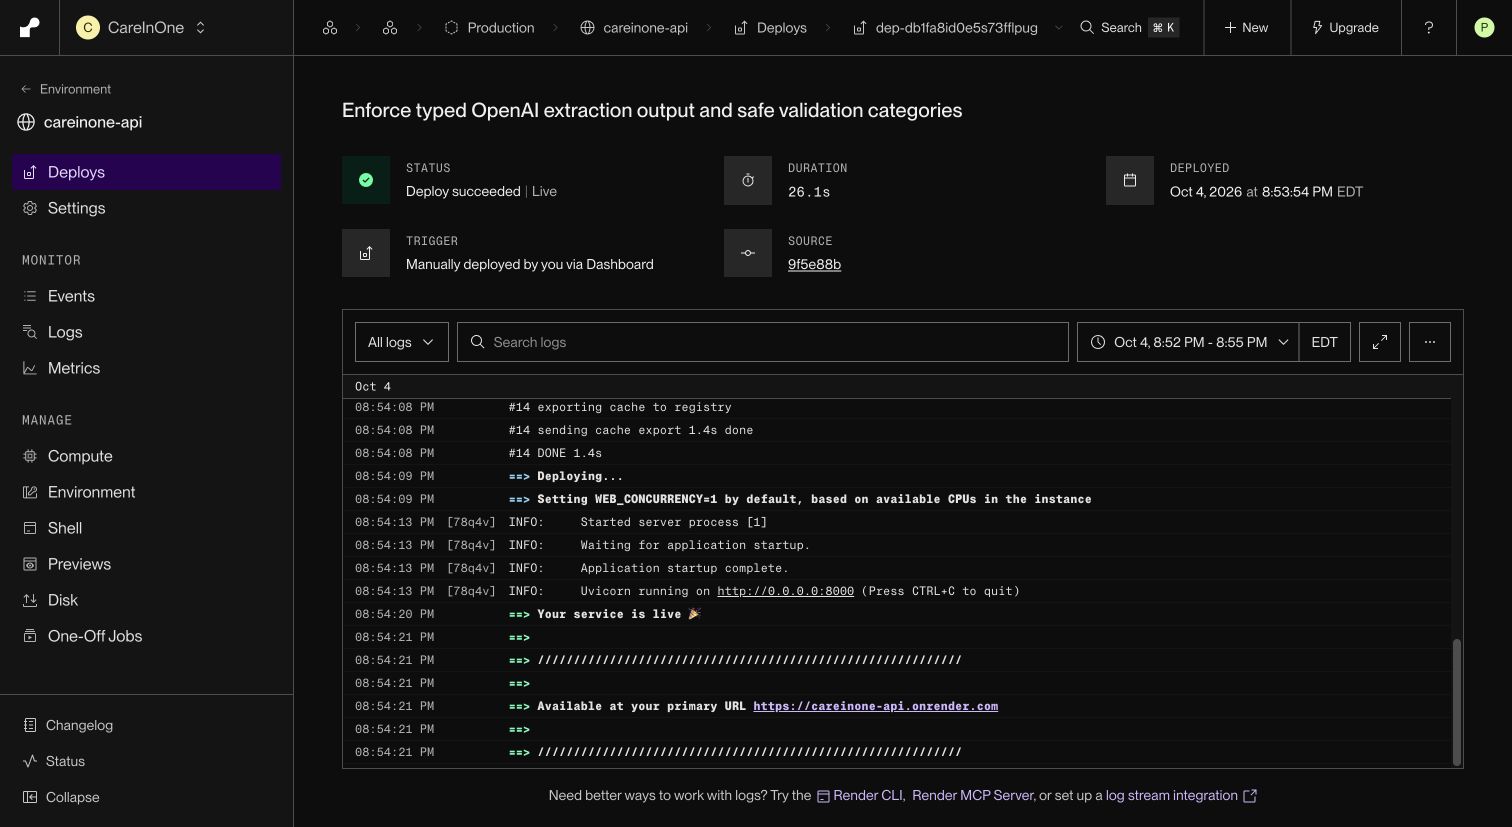 C CareInOne
Production
careinone-api
Deploys
dep-db1fa8id0e5s73fflpug
Search ⌘ K
+ New
Upgrade
?
P
← Environment
careinone-api
Deploys
Settings
MONITOR
Events
Logs
Metrics
MANAGE
Compute
Environment
Shell
Previews
Disk
One-Off Jobs
Changelog
Status
Collapse
Enforce typed OpenAI extraction output and safe validation categories
STATUS
Deploy succeeded | Live
DURATION
26.1s
DEPLOYED
Oct 4, 2026 at 8:53:54 PM EDT
TRIGGER
Manually deployed by you via Dashboard
SOURCE
9f5e88b
All logs
Search logs
Oct 4, 8:52 PM - 8:55 PM
EDT
...
Oct 4
08:54:08 PM #14 exporting cache to registry
08:54:08 PM #14 sending cache export 1.4s done
08:54:08 PM #14 DONE 1.4s
08:54:09 PM ==> Deploying...
08:54:09 PM ==> Setting WEB_CONCURRENCY=1 by default, based on available CPUs in the instance
08:54:13 PM [78q4v] INFO: Started server process [1]
08:54:13 PM [78q4v] INFO: Waiting for application startup.
08:54:13 PM [78q4v] INFO: Application startup complete.
08:54:13 PM [78q4v] INFO: Uvicorn running on http://0.0.0.0:8000 (Press CTRL+C to quit)
08:54:20 PM ==> Your service is live 🎉
08:54:21 PM ==>
08:54:21 PM ==> ///////////////////////////////////////////////////////////
08:54:21 PM ==>
08:54:21 PM ==> Available at your primary URL https://careinone-api.onrender.com
08:54:21 PM ==>
08:54:21 PM ==> ///////////////////////////////////////////////////////////
Need better ways to work with logs? Try the Render CLI, Render MCP Server, or set up a log stream integration